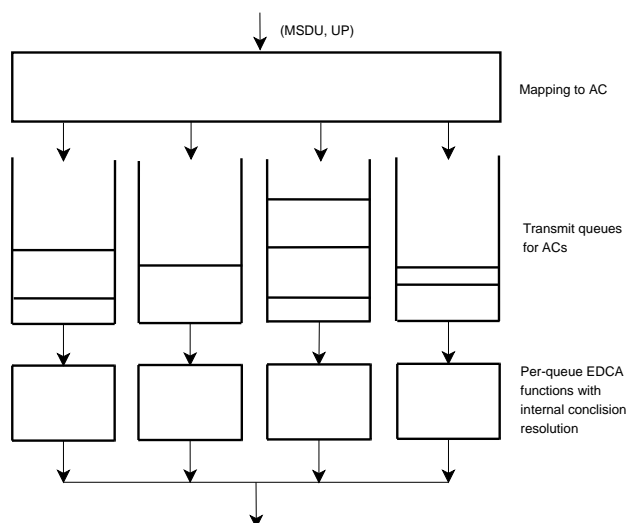 (MSDU, UP)
Mapping to AC
Transmit queues
for ACs
Per-queue EDCA
functions with
internal conclision
resolution